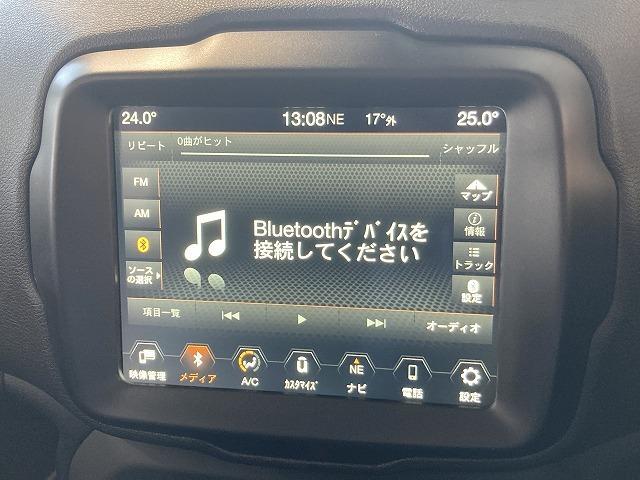 24.0° 13:08NE 17°外 25.0°
リピート 0曲がヒット シャッフル
FM
AM
ソース
の選択
Bluetoothﾃﾞﾊﾞｲｽを
接続してください
マップ
情報
トラック
設定
項目一覧 オーディオ
映像管理 メディア A/C ｶｽﾀﾏｲｽﾞ NE ナビ 電話 設定